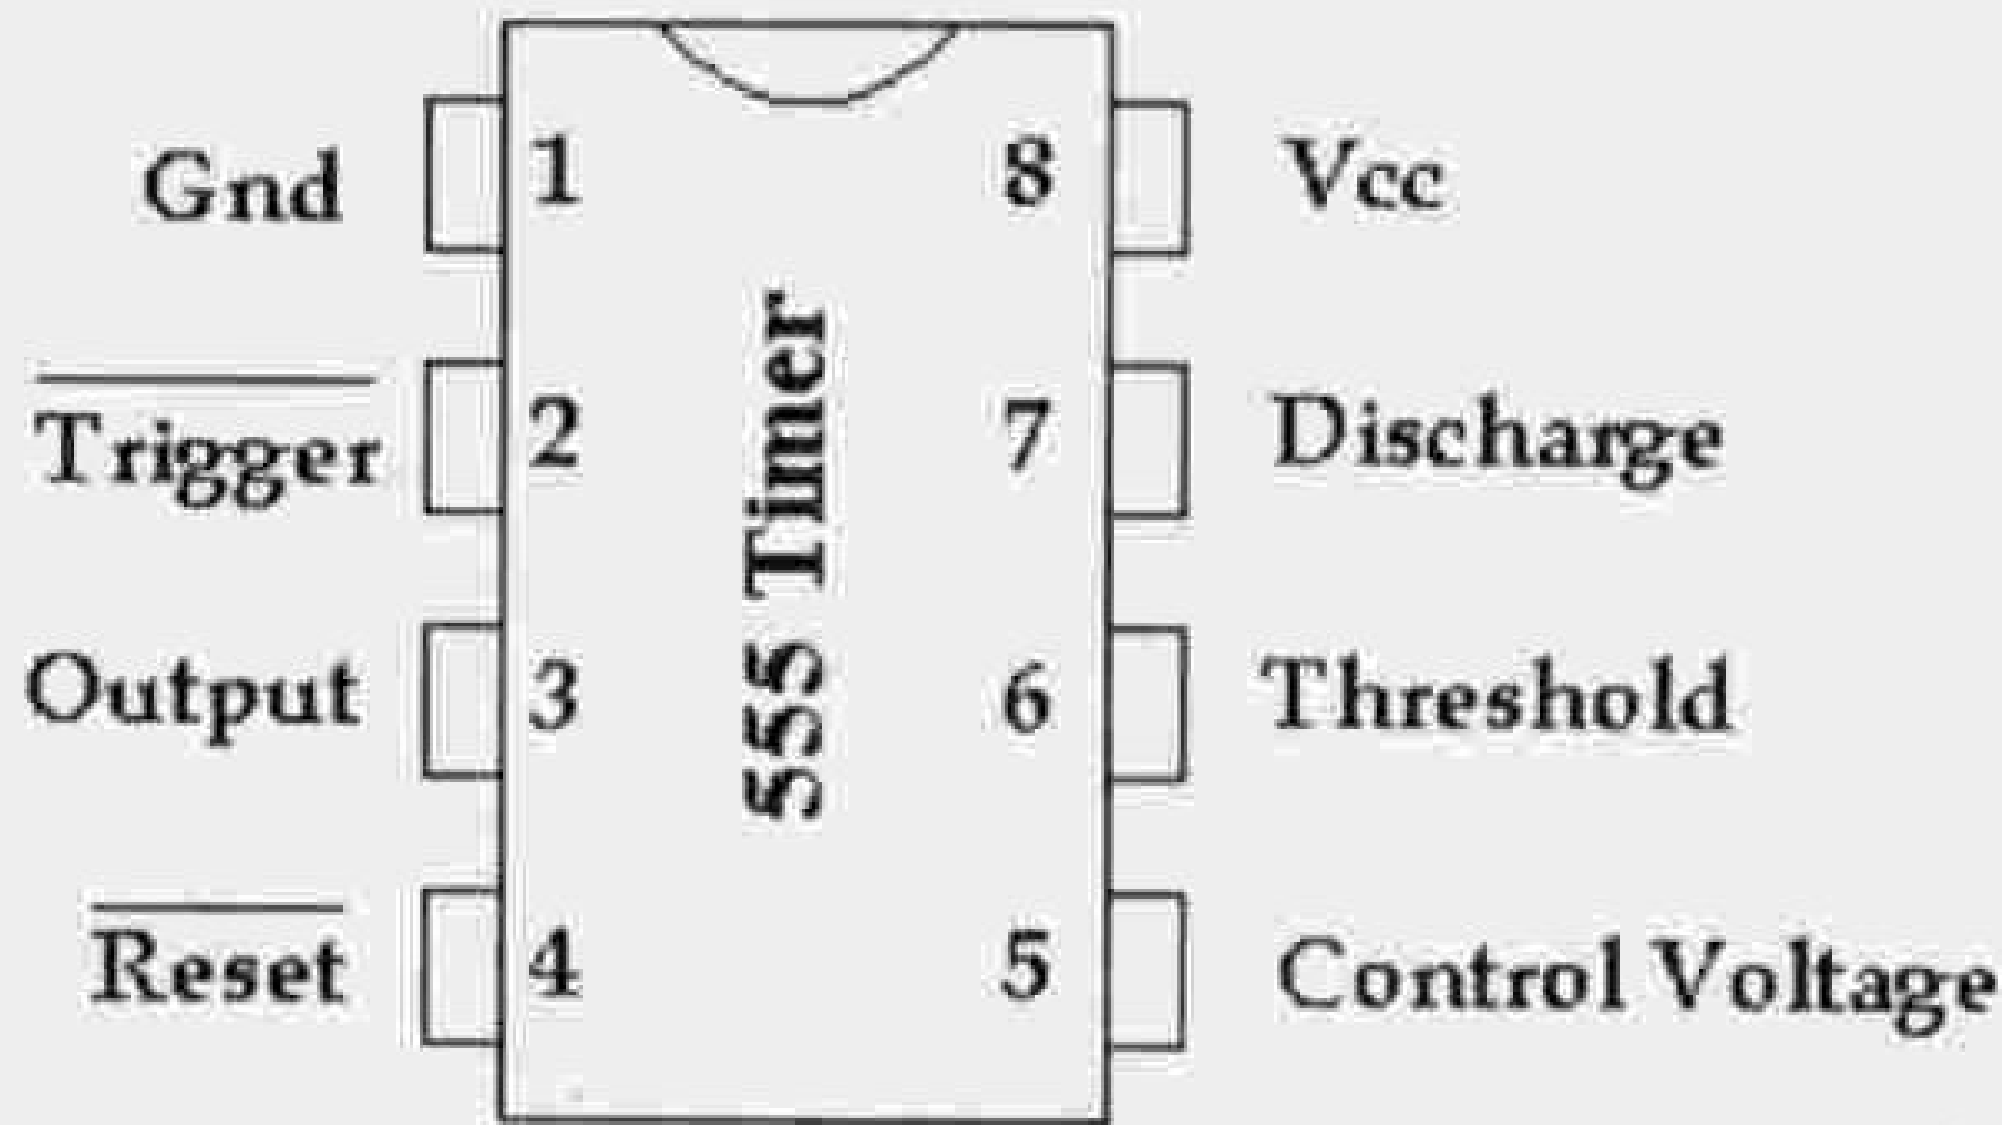 Gnd 1 8 Vcc
Trigger 2 7 Discharge
555 Timer
Output 3 6 Threshold
Reset 4 5 Control Voltage